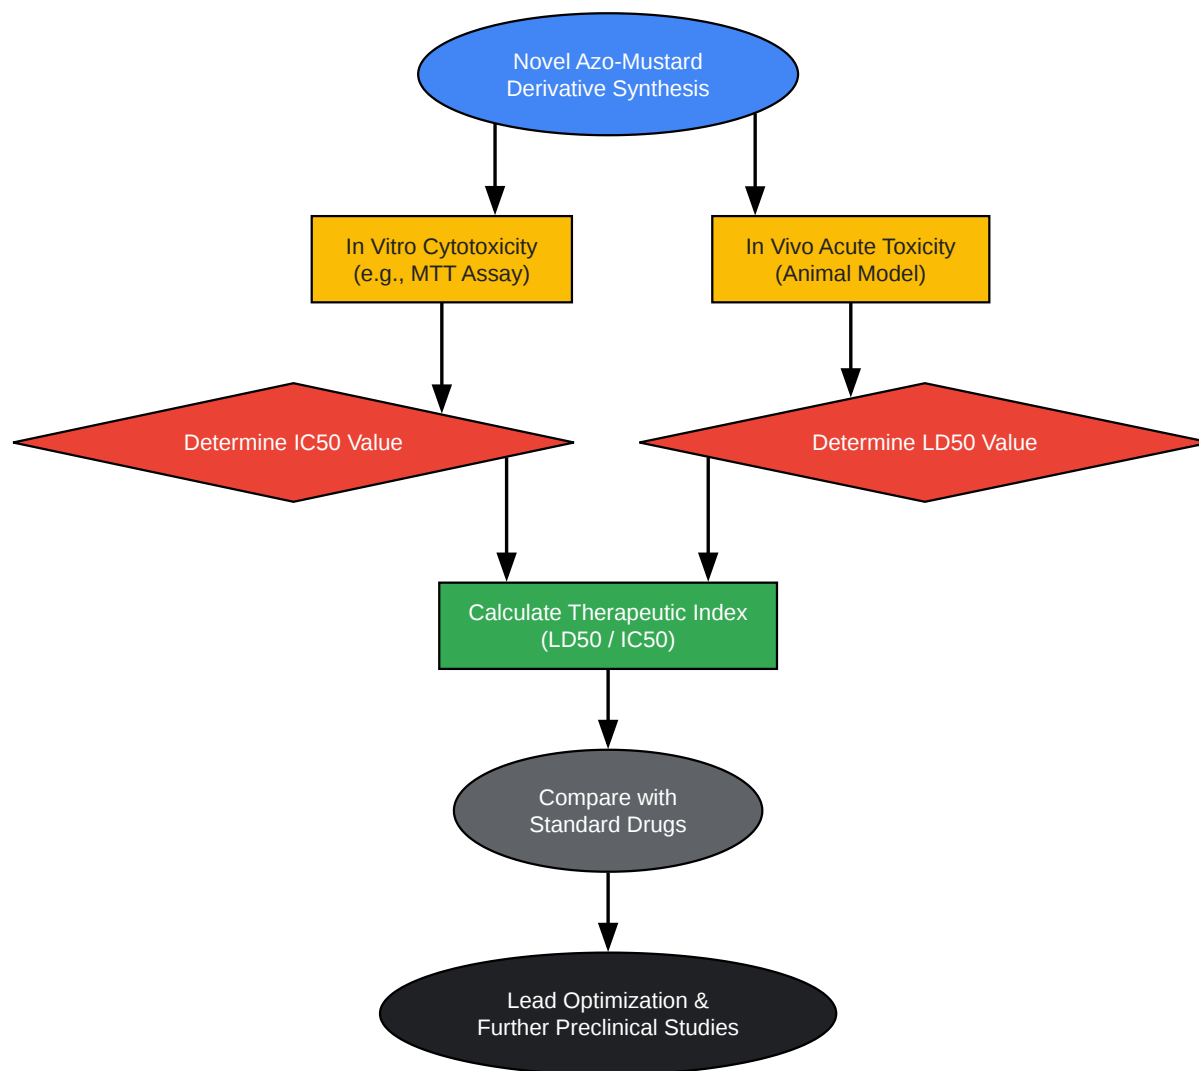 Novel Azo-Mustard
Derivative Synthesis
In Vitro Cytotoxicity
(e.g., MTT Assay)
In Vivo Acute Toxicity
(Animal Model)
Determine IC50 Value
Determine LD50 Value
Calculate Therapeutic Index
(LD50 / IC50)
Compare with
Standard Drugs
Lead Optimization &
Further Preclinical Studies